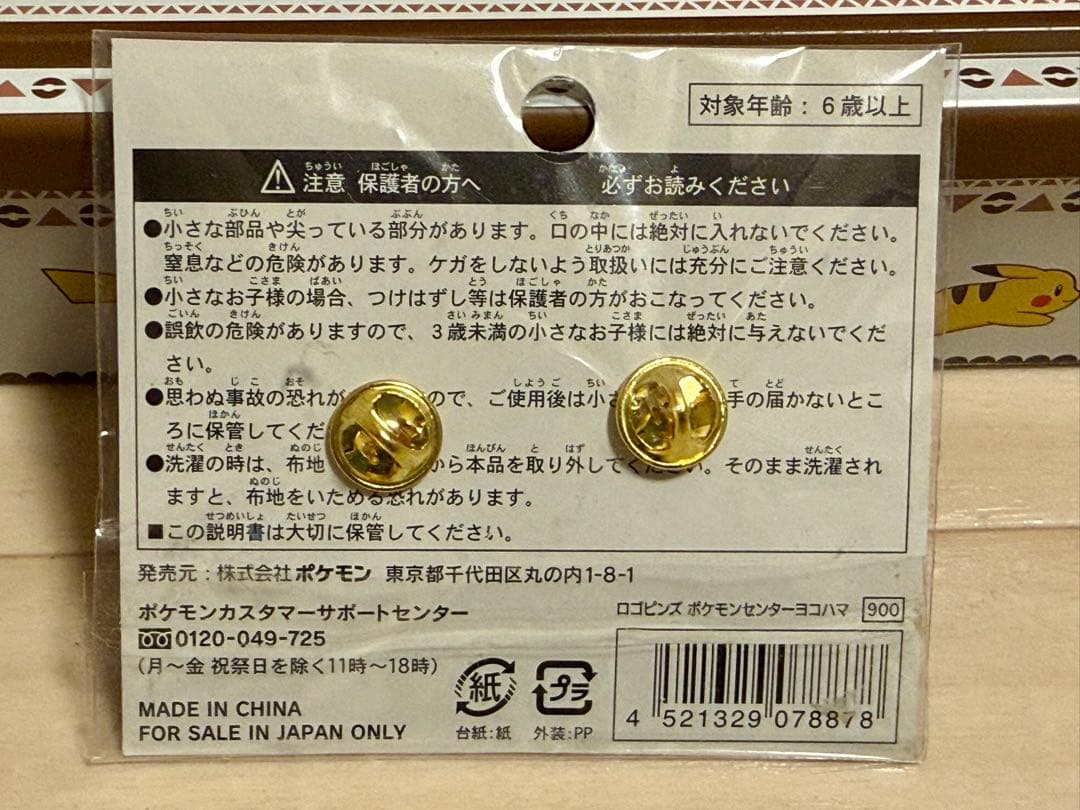 対象年齢：6歳以上
注意 保護者の方へ 必ずお読みください
●小さな部品や尖っている部分があります。口の中には絶対に入れないでください。
窒息などの危険があります。ケガをしないよう取扱いには充分にご注意ください。
●小さなお子様の場合、つけはずし等は保護者の方がおこなってください。
●誤飲の危険がありますので、3歳未満の小さなお子様には絶対に与えないでくだ
さい。
●思わぬ事故の恐れが ので、ご使用後は小さ 手の届かないとこ
ろに保管してくだ
●洗濯の時は、布地 から本品を取り外してください。そのまま洗濯され
ますと、布地をいためる恐れがあります。
■この説明書は大切に保管してください。
発売元：株式会社ポケモン 東京都千代田区丸の内1-8-1
ポケモンカスタマーサポートセンター
0120-049-725
（月〜金 祝祭日を除く11時〜18時）
MADE IN CHINA
FOR SALE IN JAPAN ONLY
紙
台紙：紙
プラ
外装：PP
ロゴピンズ ポケモンセンターヨコハマ 900
4 521329 078878